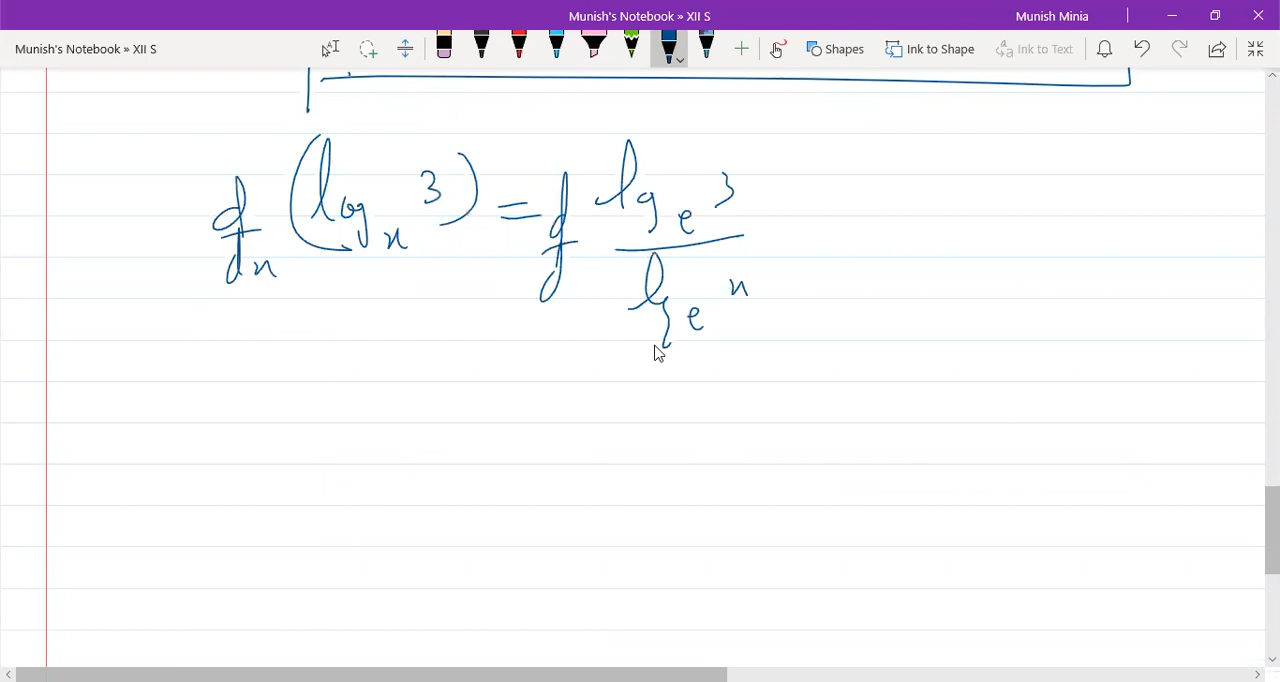 Munish's Notebook » XII S
Munish Minia
Munish's Notebook » XII S
Shapes
Ink to Shape
Ink to Text
d/dx (log_x 3) = d log_e 3 / log_e x